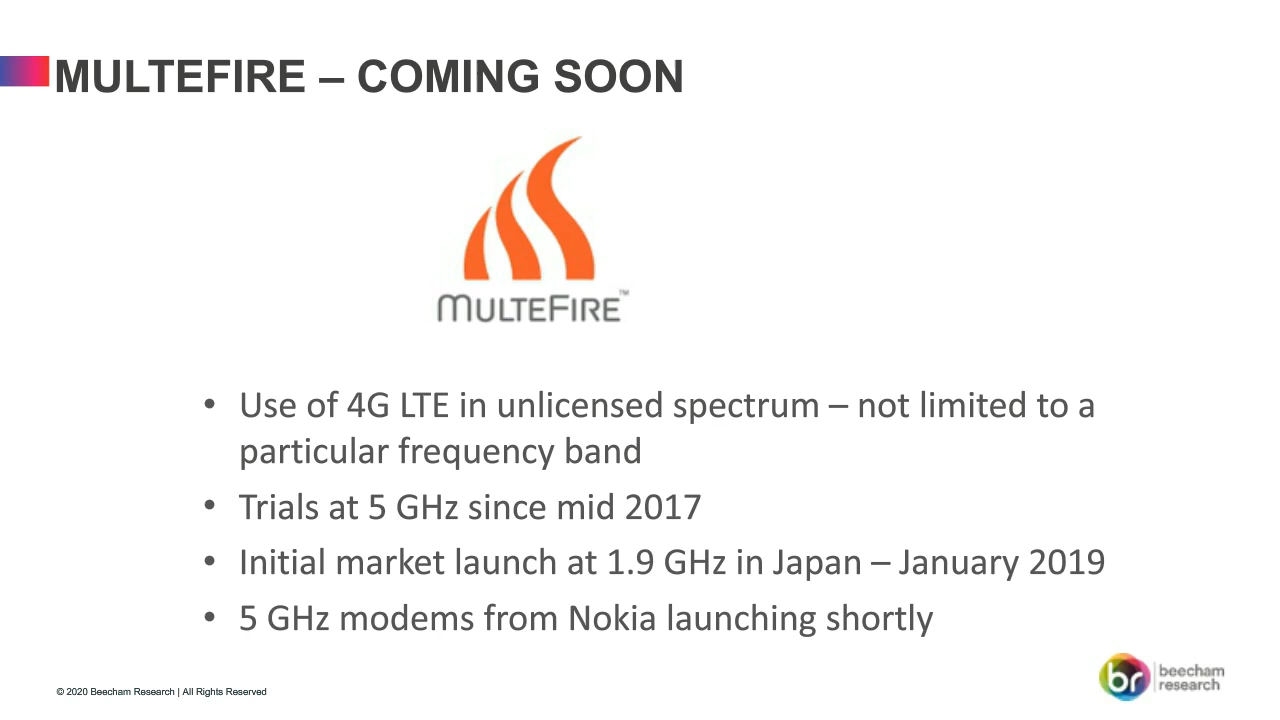 MULTEFIRE – COMING SOON
MULTEFIRE™
• Use of 4G LTE in unlicensed spectrum – not limited to a
particular frequency band
• Trials at 5 GHz since mid 2017
• Initial market launch at 1.9 GHz in Japan – January 2019
• 5 GHz modems from Nokia launching shortly
© 2020 Beecham Research | All Rights Reserved
br
beecham
research